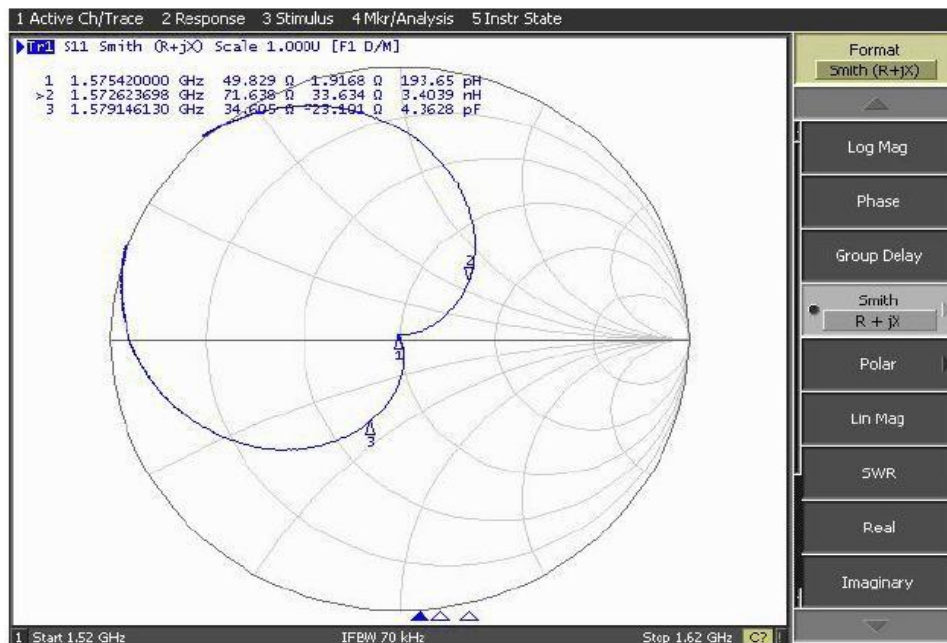 1 Active Ch/Trace 2 Response 3 Stimulus 4 Mkr/Analysis 5 Instr State
Tr1 S11 Smith (R+jX) Scale 1.000U [F1 D/M]
1 1.575420000 GHz 49.829 Ω 1.9168 Ω 193.65 pH
>2 1.572623698 GHz 71.638 Ω 33.634 Ω 3.4039 nH
3 1.579146130 GHz 34.605 Ω -23.101 Ω 4.3628 pF
2
1
3
Format
Smith (R+jX)
Log Mag
Phase
Group Delay
Smith
R + jX
Polar
Lin Mag
SWR
Real
Imaginary
1 Start 1.52 GHz IFBW 70 kHz Stop 1.62 GHz C? !